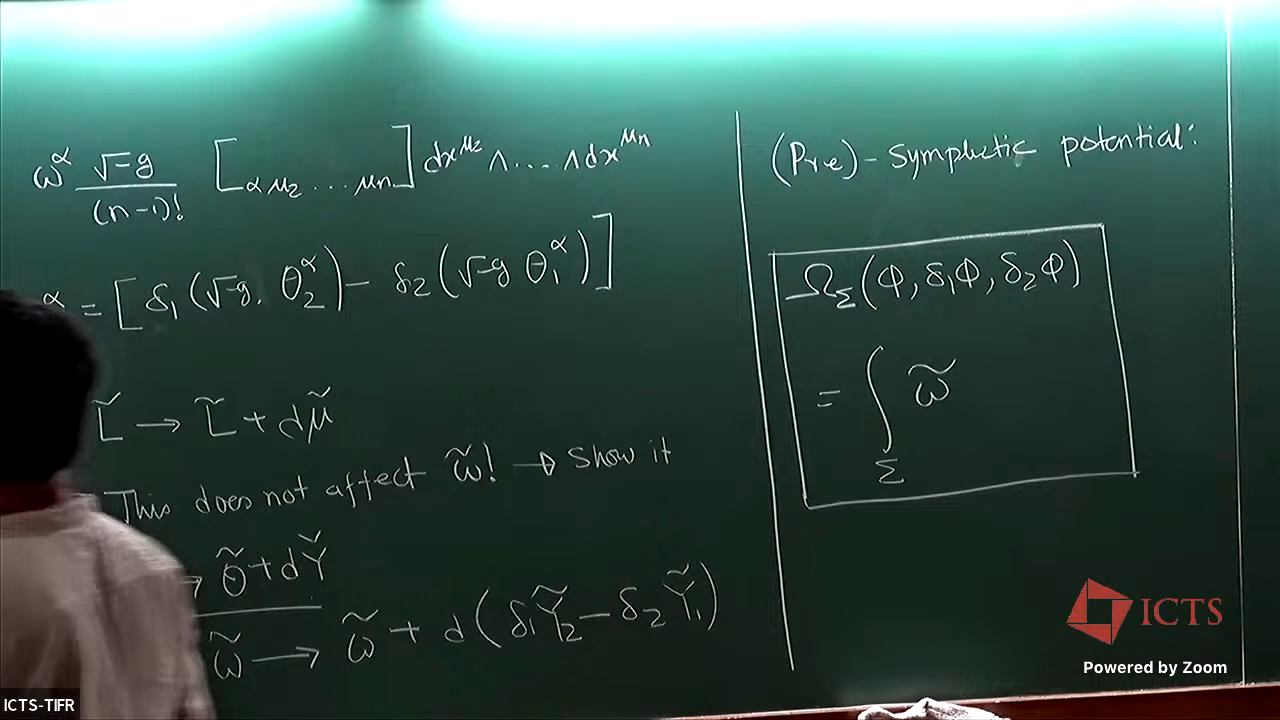 ω^α √-g / (n-1)! [α μ₂ ... μₙ] dx^μ₂ ∧ .... ∧ dx^μₙ
α = [δ₁(√-g. θ₂^α) - δ₂(√-g θ₁^α)]
L̃ → L̃ + dμ̃
This does not affect ω̃! → Show it
→ θ̃ + dỸ
ω̃ → ω̃ + d(δ₁Ỹ₂ - δ₂Ỹ₁)
(Pre)-Symplectic potential:
Ω_Σ(Φ, δ₁Φ, δ₂Φ)
= ∫_Σ ω̃
ICTS
Powered by Zoom
ICTS-TIFR